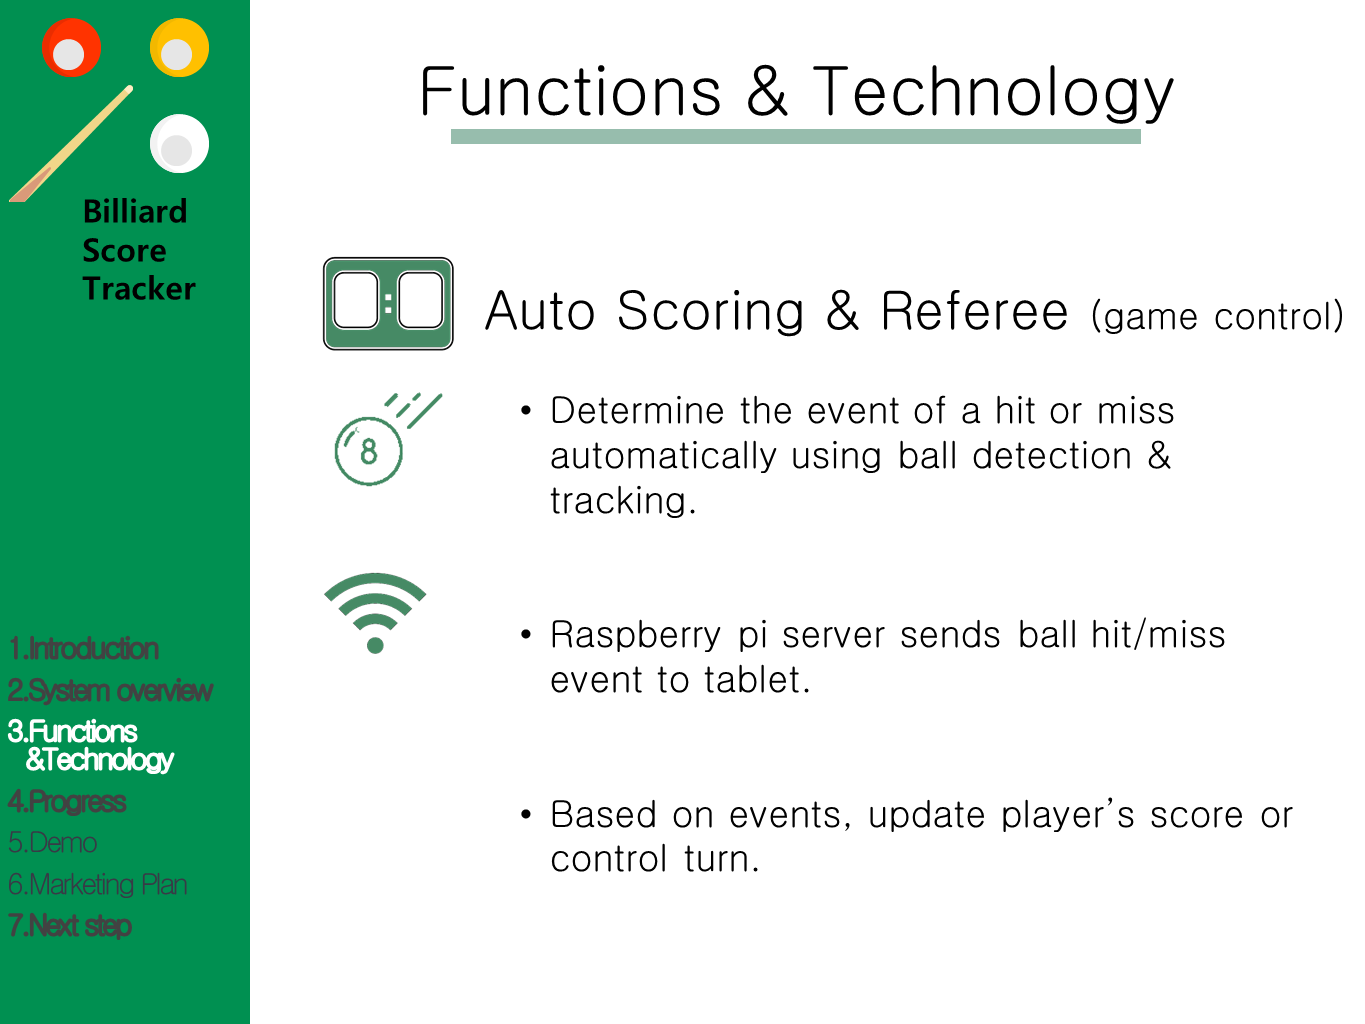 Billiard
Score
Tracker
1.Introduction
2.System overview
3.Functions
&Technology
4.Progress
5.Demo
6.Marketing Plan
7.Next step
Functions & Technology
:
Auto Scoring & Referee (game control)
8
• Determine the event of a hit or miss
automatically using ball detection &
tracking.
• Raspberry pi server sends ball hit/miss
event to tablet.
• Based on events, update player’s score or
control turn.